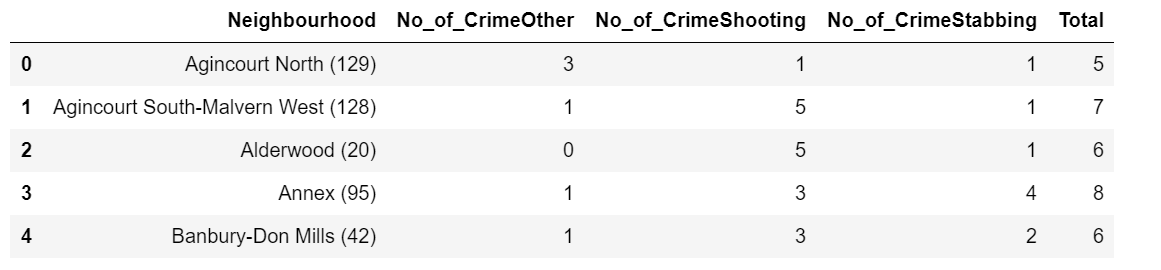 Neighbourhood No_of_CrimeOther No_of_CrimeShooting No_of_CrimeStabbing Total
0 Agincourt North (129) 3 1 1 5
1 Agincourt South-Malvern West (128) 1 5 1 7
2 Alderwood (20) 0 5 1 6
3 Annex (95) 1 3 4 8
4 Banbury-Don Mills (42) 1 3 2 6